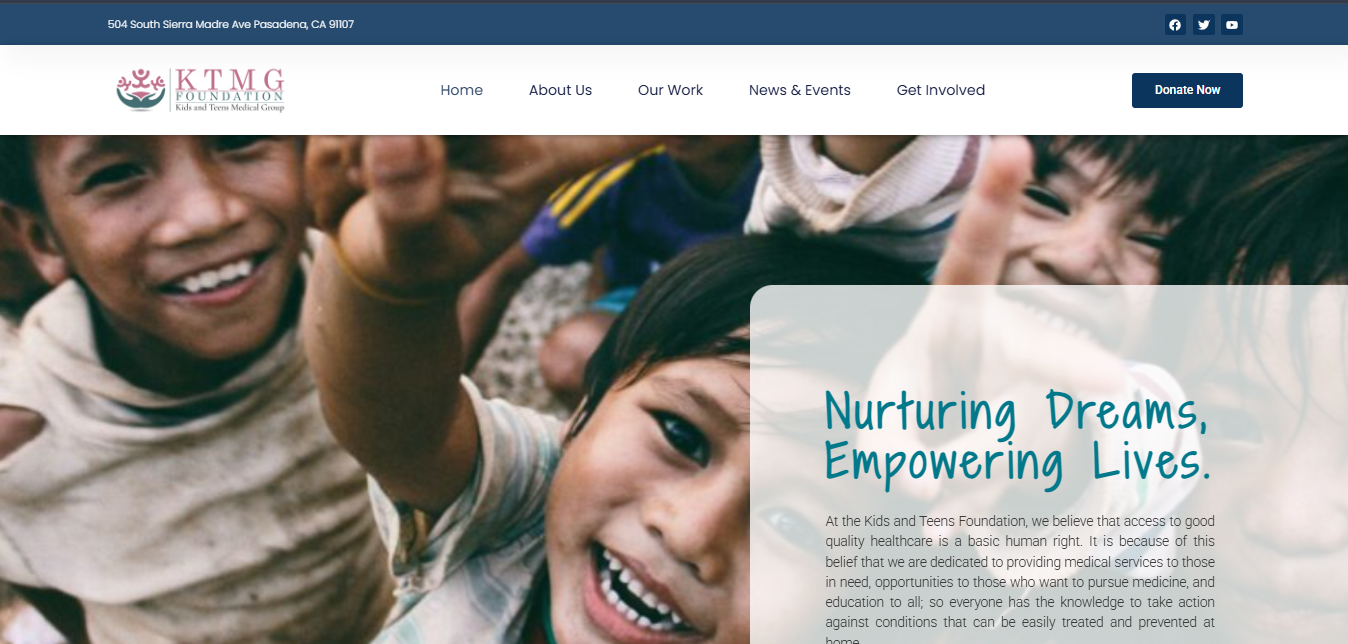 504 South Sierra Madre Ave Pasadena, CA 91107
KTMG
FOUNDATION
Kids and Teens Medical Group
Home
About Us
Our Work
News & Events
Get Involved
Donate Now
Nurturing Dreams,
Empowering Lives.
At the Kids and Teens Foundation, we believe that access to good
quality healthcare is a basic human right. It is because of this
belief that we are dedicated to providing medical services to those
in need, opportunities to those who want to pursue medicine, and
education to all; so everyone has the knowledge to take action
against conditions that can be easily treated and prevented at
home.